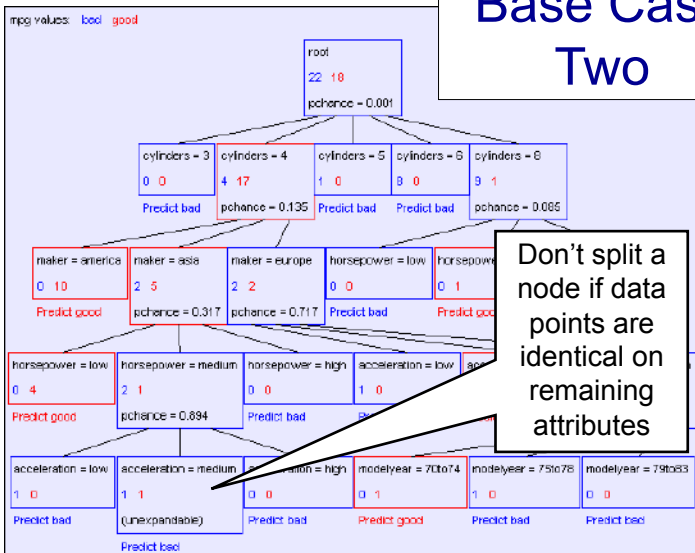 Base Cas
Two
mpg values: bad good
root
22 18
pchance = 0.001
cylinders = 3 cylinders = 4 cylinders = 5 cylinders = 6 cylinders = 8
0 0 4 17 1 0 8 0 9 1
Predict bad pchance = 0.135 Predict bad Predict bad pchance = 0.085
maker = america maker = asia maker = europe horsepower = low
0 10 2 5 2 2 0 0 0 1
Predict good pchance = 0.317 pchance = 0.717 Predict bad
Don't split a
node if data
points are
identical on
remaining
attributes
horsepower = low horsepower = medium horsepower = high acceleration = low
0 4 2 1 0 0 1 0
Predict good pchance = 0.894 Predict bad
acceleration = low acceleration = medium = high modelyear = 70to74 modelyear = 75to78 modelyear = 79to83
1 0 1 1 0 0 0 1 1 0 0 0
Predict bad (unexpandable) Predict bad Predict good Predict bad Predict bad
Predict bad